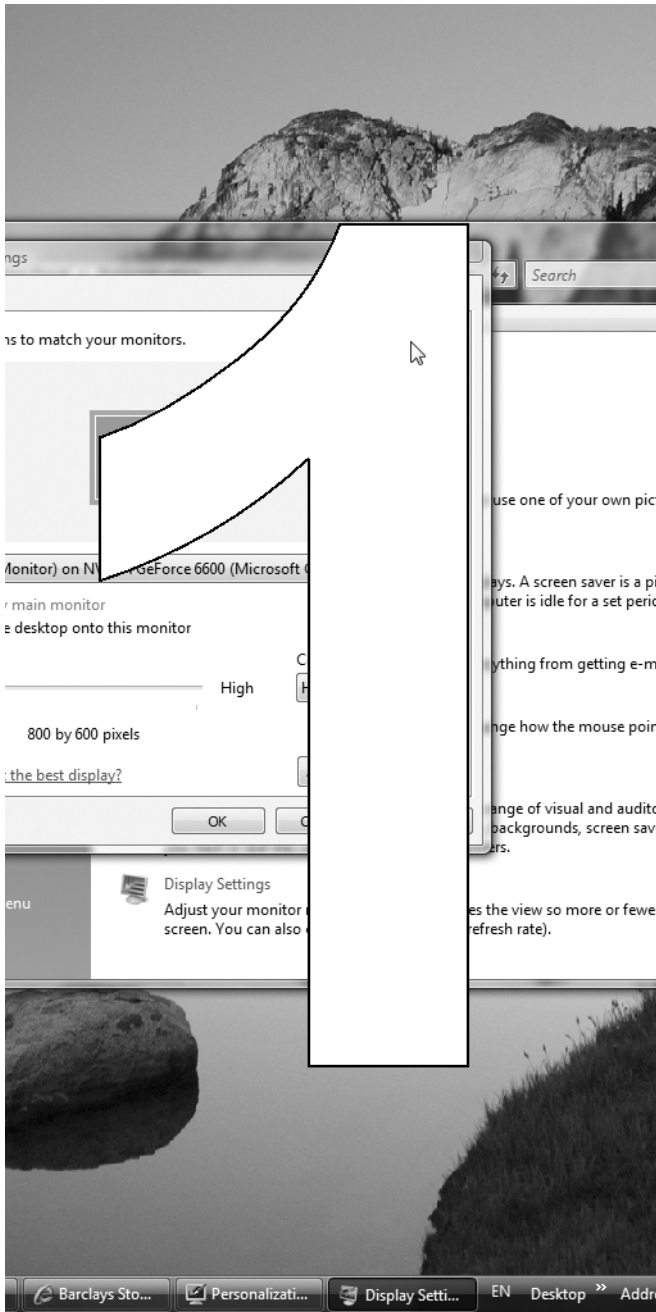 1
ngs
Search
ns to match your monitors.
use one of your own pic
Monitor) on NV GeForce 6600 (Microsoft C
ays. A screen saver is a pi
main monitor
puter is idle for a set perio
e desktop onto this monitor
ything from getting e-m
High
nge how the mouse poin
800 by 600 pixels
t the best display?
ange of visual and audito
OK
backgrounds, screen sav
ers.
Display Settings
enu
Adjust your monitor
es the view so more or fewe
screen. You can also
refresh rate).
Barclays Sto... Personalizati... Display Setti... EN Desktop » Addre